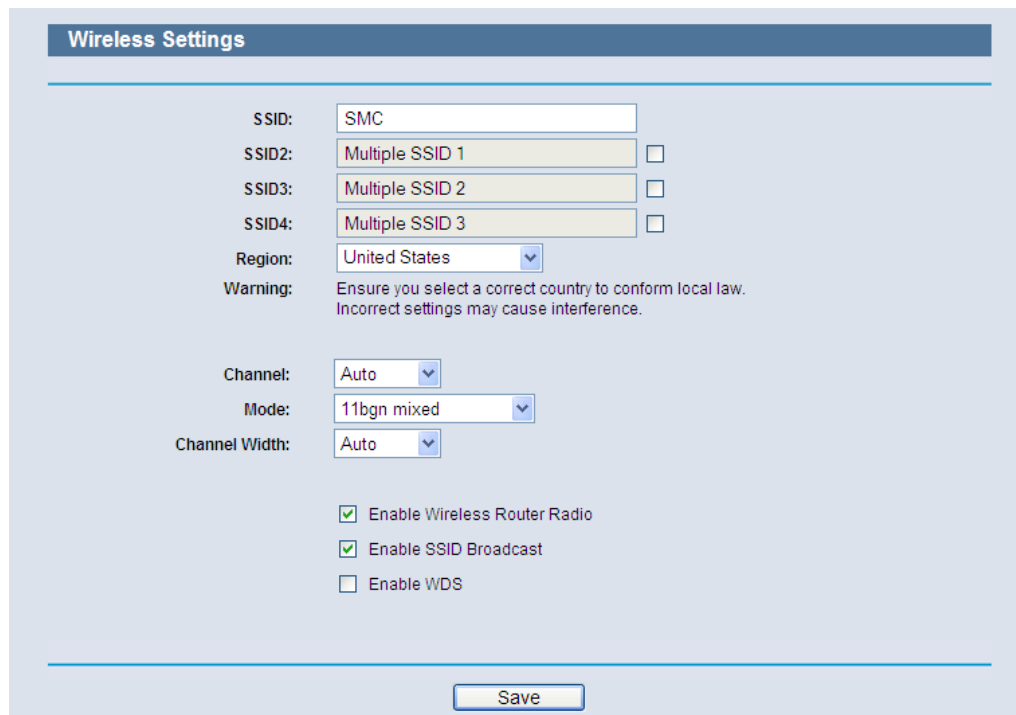 Wireless Settings
SSID: SMC
SSID2: Multiple SSID 1
SSID3: Multiple SSID 2
SSID4: Multiple SSID 3
Region: United States
Warning: Ensure you select a correct country to conform local law.
Incorrect settings may cause interference.
Channel: Auto
Mode: 11bgn mixed
Channel Width: Auto
Enable Wireless Router Radio
Enable SSID Broadcast
Enable WDS
Save